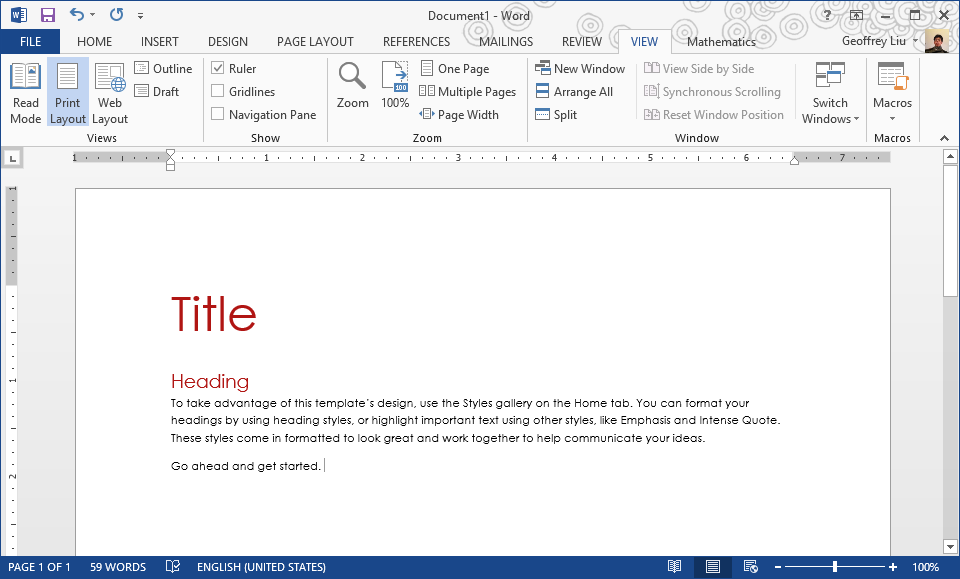 Document1 - Word
?
FILE HOME INSERT DESIGN PAGE LAYOUT REFERENCES MAILINGS REVIEW VIEW Mathematics Geoffrey Liu
Read Mode
Print Layout
Web Layout
Outline
Draft
Views
Ruler
Gridlines
Navigation Pane
Show
Zoom
100
100%
One Page
Multiple Pages
Page Width
Zoom
New Window
Arrange All
Split
View Side by Side
Synchronous Scrolling
Reset Window Position
Switch Windows
Window
Macros
Macros
1 1 2 3 4 5 6 7
1
1
2
Title
Heading
To take advantage of this template’s design, use the Styles gallery on the Home tab. You can format your
headings by using heading styles, or highlight important text using other styles, like Emphasis and Intense Quote.
These styles come in formatted to look great and work together to help communicate your ideas.
Go ahead and get started.
PAGE 1 OF 1 59 WORDS ENGLISH (UNITED STATES) 100%